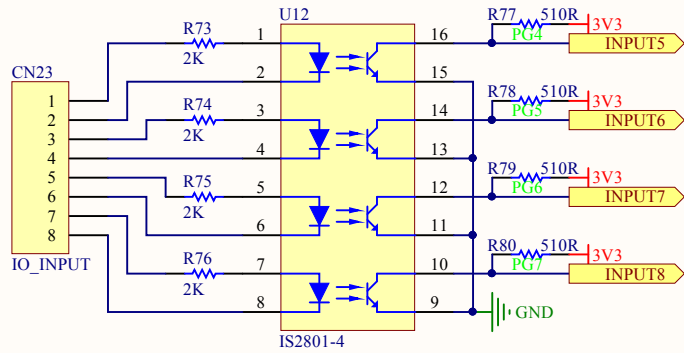 U12
R77 510R 3V3
R73 1 16 PG4 INPUT5
2K
CN23 2 15
1 R78 510R 3V3
2 R74 3 14 PG5 INPUT6
3 2K
4 4 13
5 R79 510R 3V3
6 R75 5 12 PG6 INPUT7
7 2K
8 6 11
IO_INPUT R80 510R 3V3
R76 7 10 PG7 INPUT8
2K
8 9
GND
IS2801-4